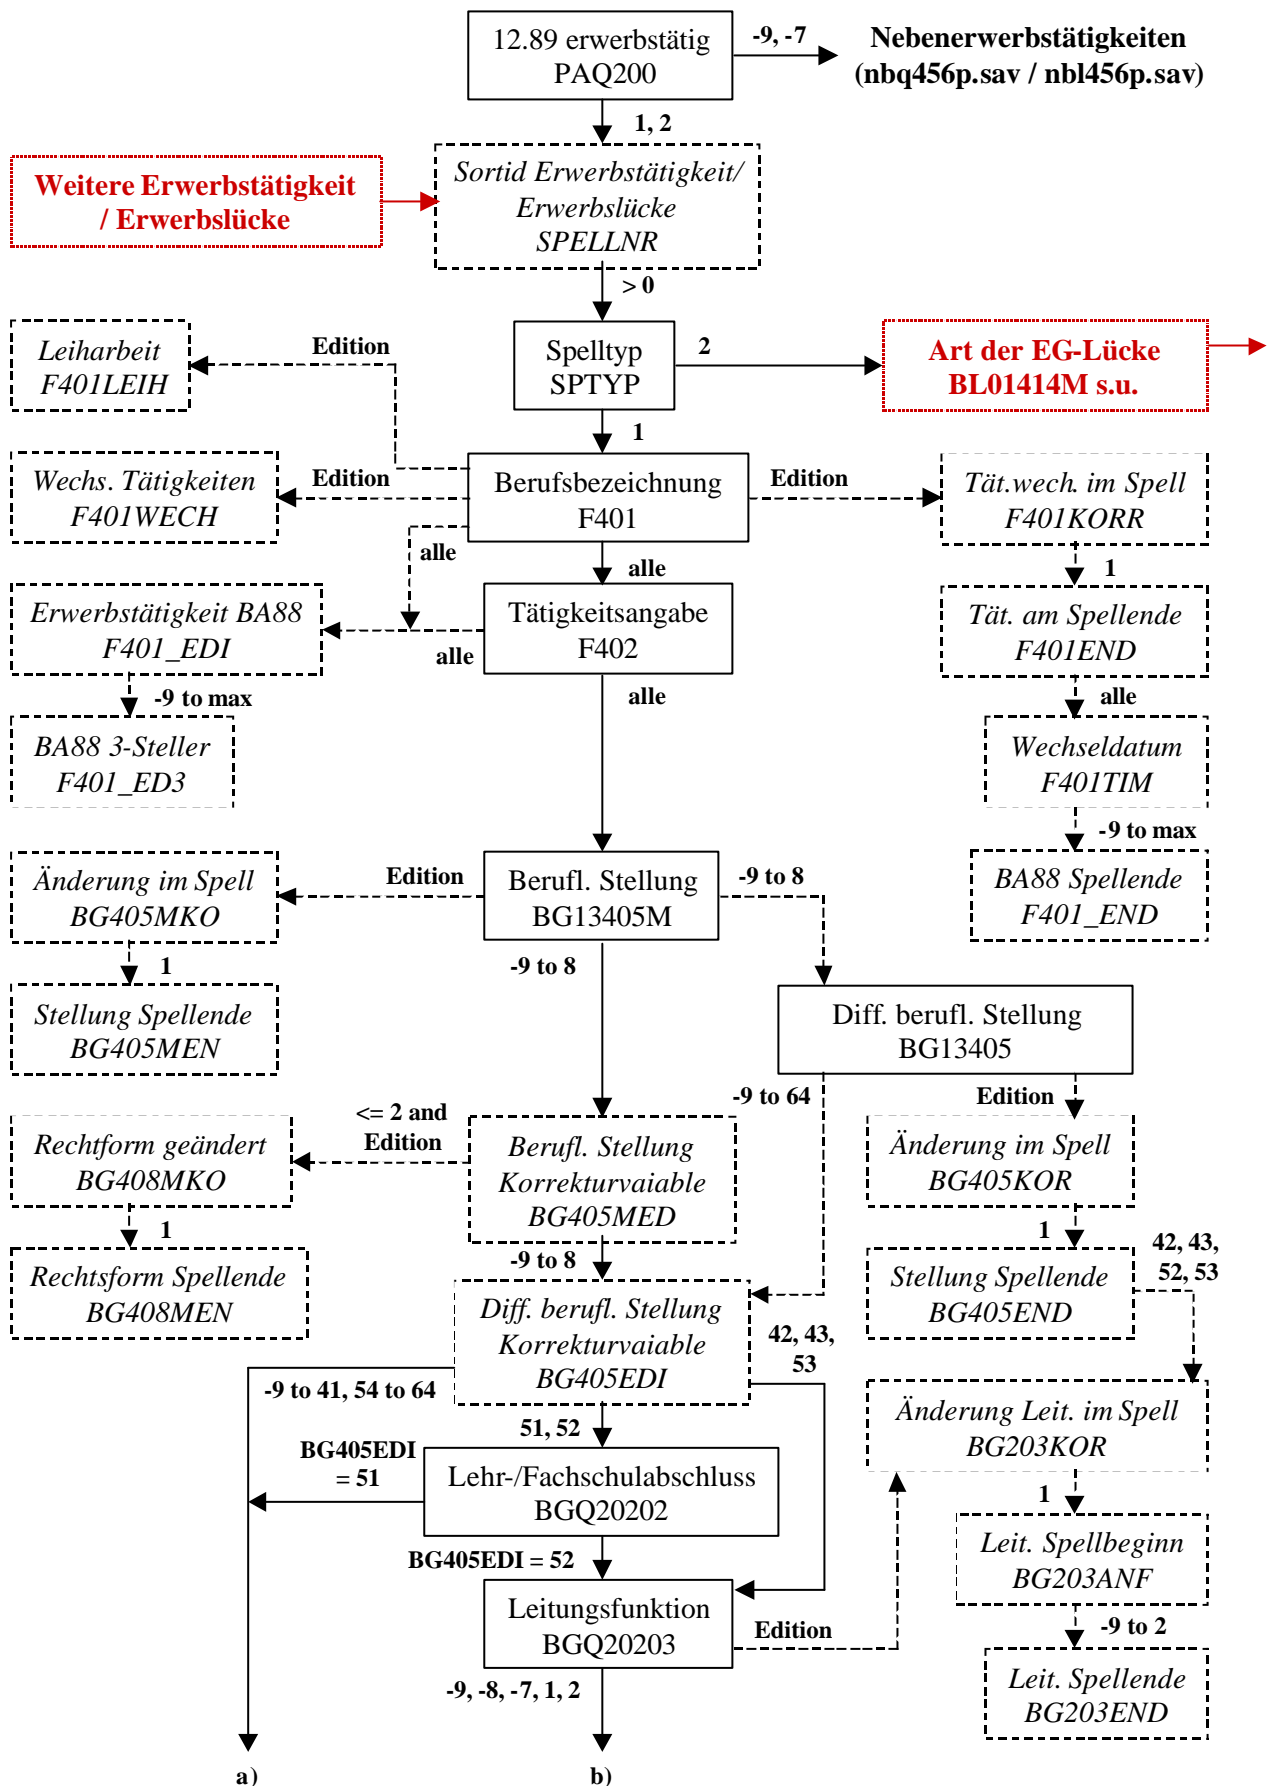 12.89 erwerbstätig
PAQ200
-9, -7
Nebenerwerbstätigkeiten
(nbq456p.sav / nbl456p.sav)
1, 2
Weitere Erwerbstätigkeit
/ Erwerbslücke
Sortid Erwerbstätigkeit/
Erwerbslücke
SPELLNR
> 0
Leiharbeit
F401LEIH
Edition
Spelltyp
SPTYP
2
Art der EG-Lücke
BL01414M s.u.
1
Wechs. Tätigkeiten
F401WECH
Edition
Berufsbezeichnung
F401
Edition
Tät.wech. im Spell
F401KORR
alle
alle
1
Erwerbstätigkeit BA88
F401_EDI
alle
Tätigkeitsangabe
F402
Tät. am Spellende
F401END
-9 to max
alle
alle
BA88 3-Steller
F401_ED3
Wechseldatum
F401TIM
-9 to max
Änderung im Spell
BG405MKO
Edition
Berufl. Stellung
BG13405M
-9 to 8
BA88 Spellende
F401_END
1
-9 to 8
Stellung Spellende
BG405MEN
Diff. berufl. Stellung
BG13405
-9 to 64
Edition
<= 2 and
Edition
Rechtform geändert
BG408MKO
Berufl. Stellung
Korrekturvaiable
BG405MED
Änderung im Spell
BG405KOR
1
-9 to 8
1
42, 43,
52, 53
Rechtsform Spellende
BG408MEN
Diff. berufl. Stellung
Korrekturvaiable
BG405EDI
Stellung Spellende
BG405END
42, 43,
53
-9 to 41, 54 to 64
51, 52
Änderung Leit. im Spell
BG203KOR
BG405EDI
= 51
Lehr-/Fachschulabschluss
BGQ20202
1
BG405EDI = 52
Leit. Spellbeginn
BG203ANF
Leitungsfunktion
BGQ20203
Edition
-9 to 2
-9, -8, -7, 1, 2
Leit. Spellende
BG203END
a)
b)